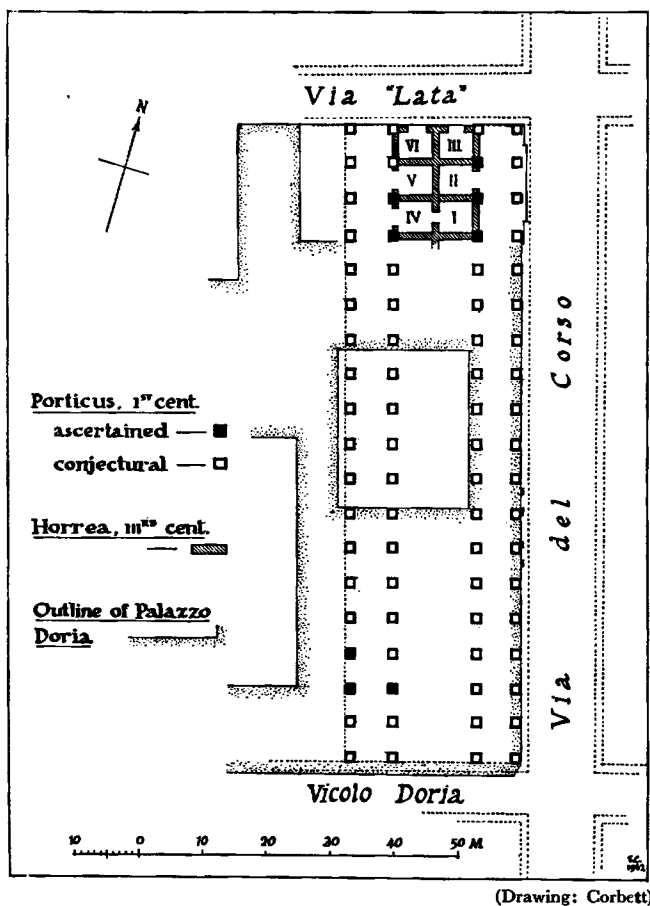 Via "Lata"
N
VI III
V II
IV I
Porticus, 1st cent.
ascertained
conjectural
Horrea, IIIrd cent.
Outline of Palazzo
Doria
Via del Corso
Vicolo Doria
10 0 10 20 30 40 50 M
S.C.
(Drawing: Corbett)